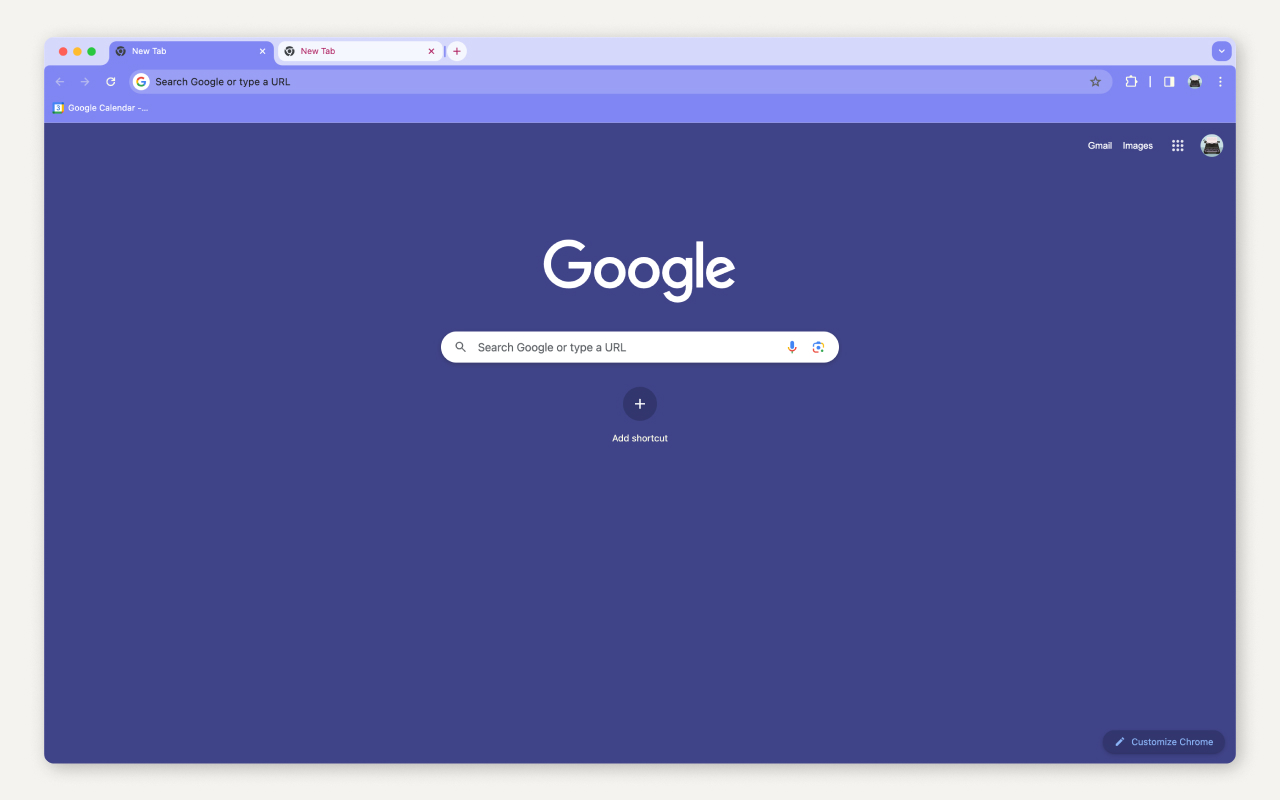 New Tab
New Tab
Search Google or type a URL
3 Google Calendar -...
Gmail Images
Google
Search Google or type a URL
Add shortcut
Customize Chrome